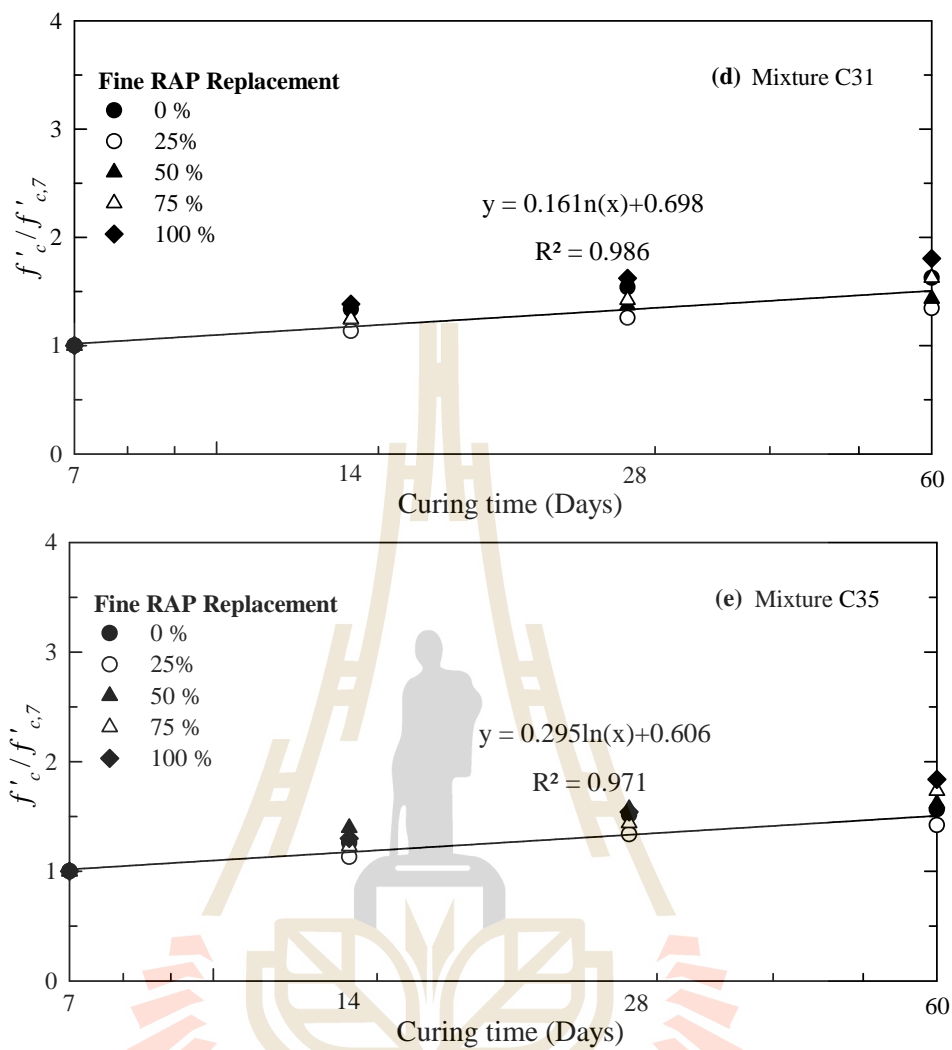 4
(d) Mixture C31
Fine RAP Replacement
0 %
25%
50 %
75 %
100 %
3
y = 0.161n(x)+0.698
R² = 0.986
2
1
0
f'c/f'c,7
7 14 28 60
Curing time (Days)
4
(e) Mixture C35
Fine RAP Replacement
0 %
25%
50 %
75 %
100 %
3
y = 0.295ln(x)+0.606
R² = 0.971
2
1
0
f'c/f'c,7
7 14 28 60
Curing time (Days)